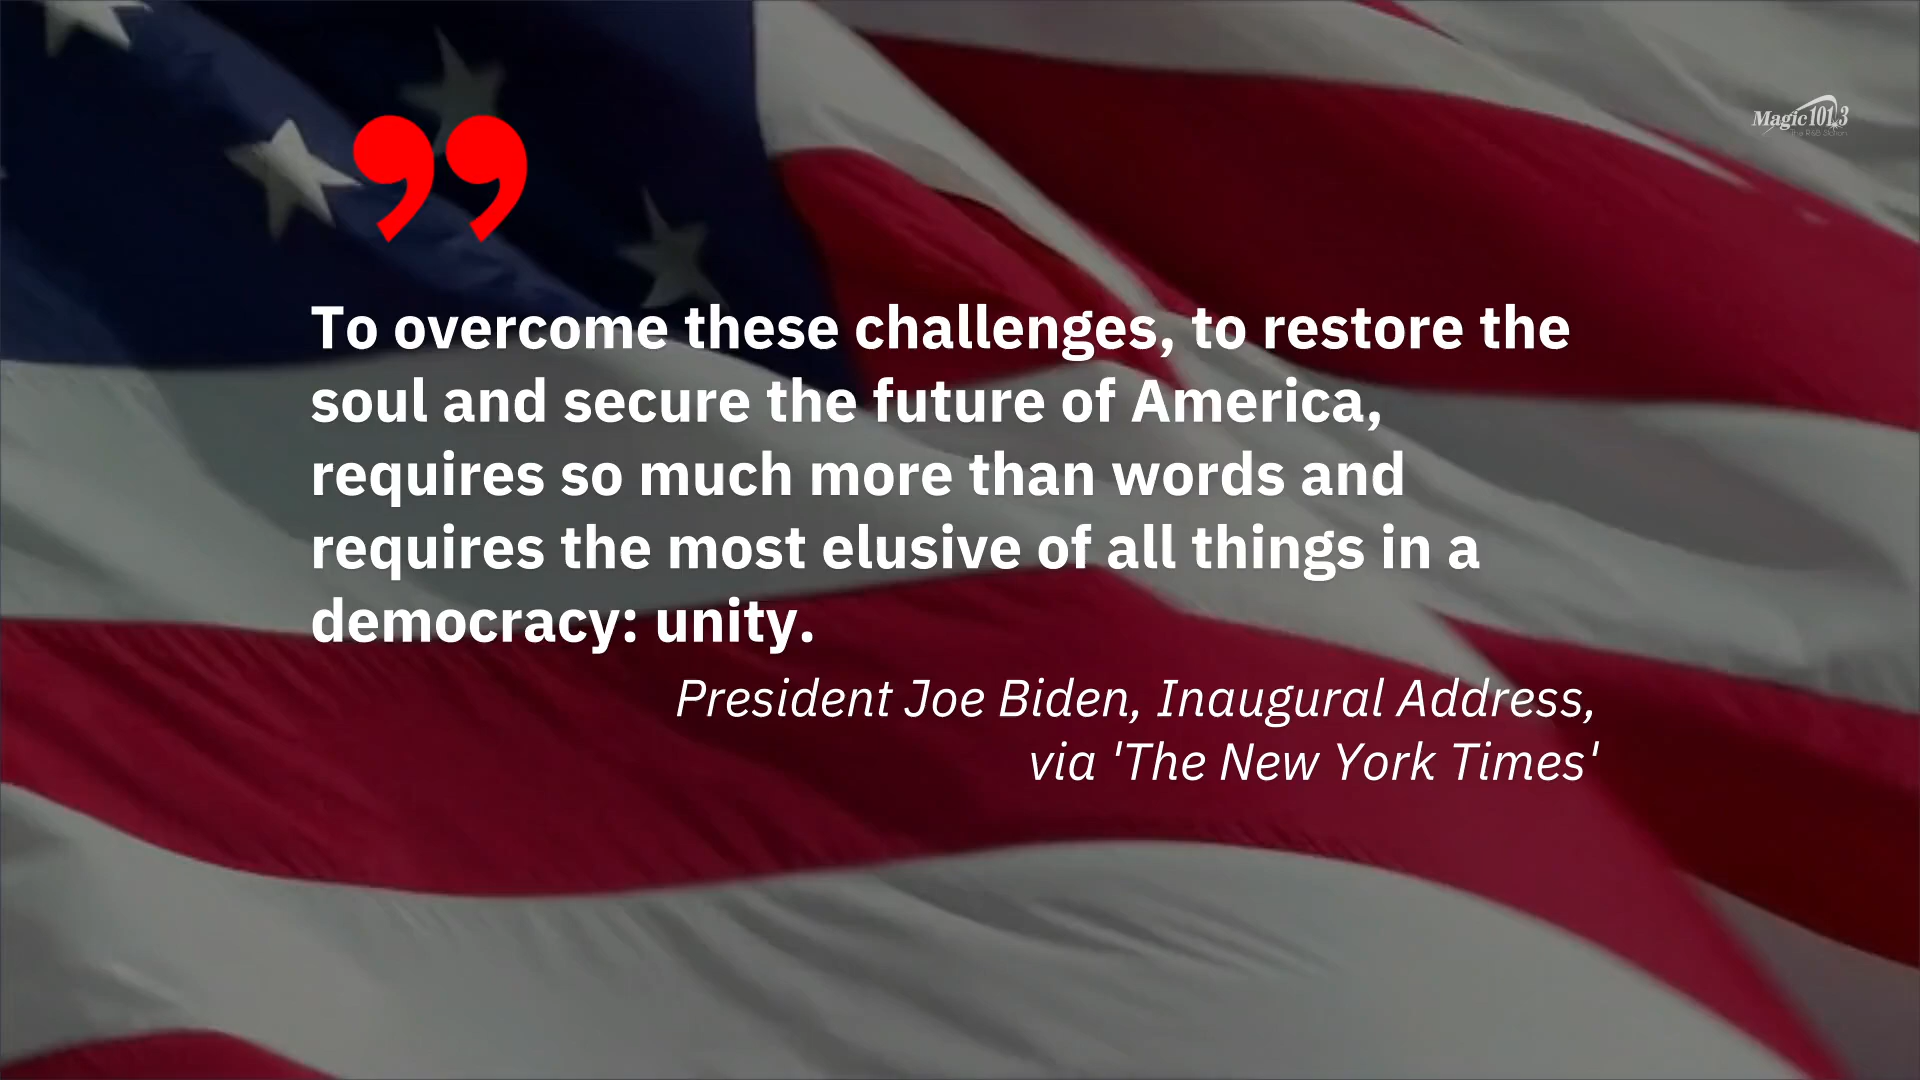 Magic 101.3
The R&B Station
To overcome these challenges, to restore the
soul and secure the future of America,
requires so much more than words and
requires the most elusive of all things in a
democracy: unity.
President Joe Biden, Inaugural Address,
via 'The New York Times'